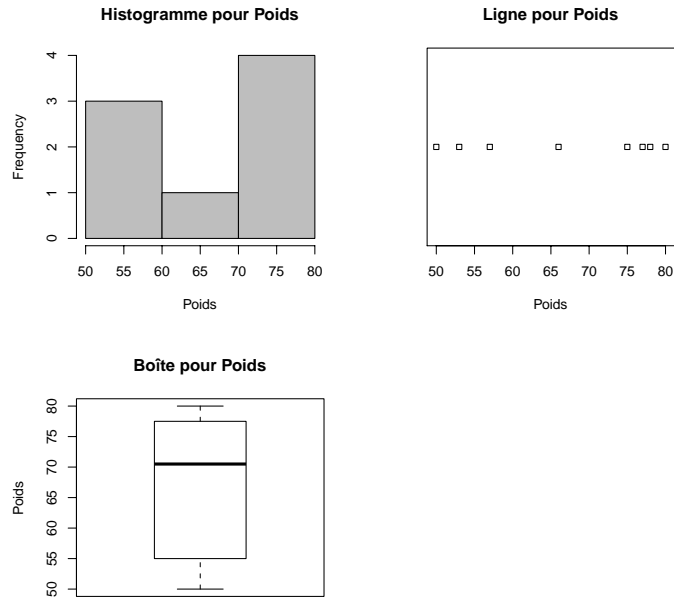 Histogramme pour Poids
Frequency
0 1 2 3 4
50 55 60 65 70 75 80
Poids
Ligne pour Poids
50 55 60 65 70 75 80
Poids
Boîte pour Poids
Poids
50 55 60 65 70 75 80